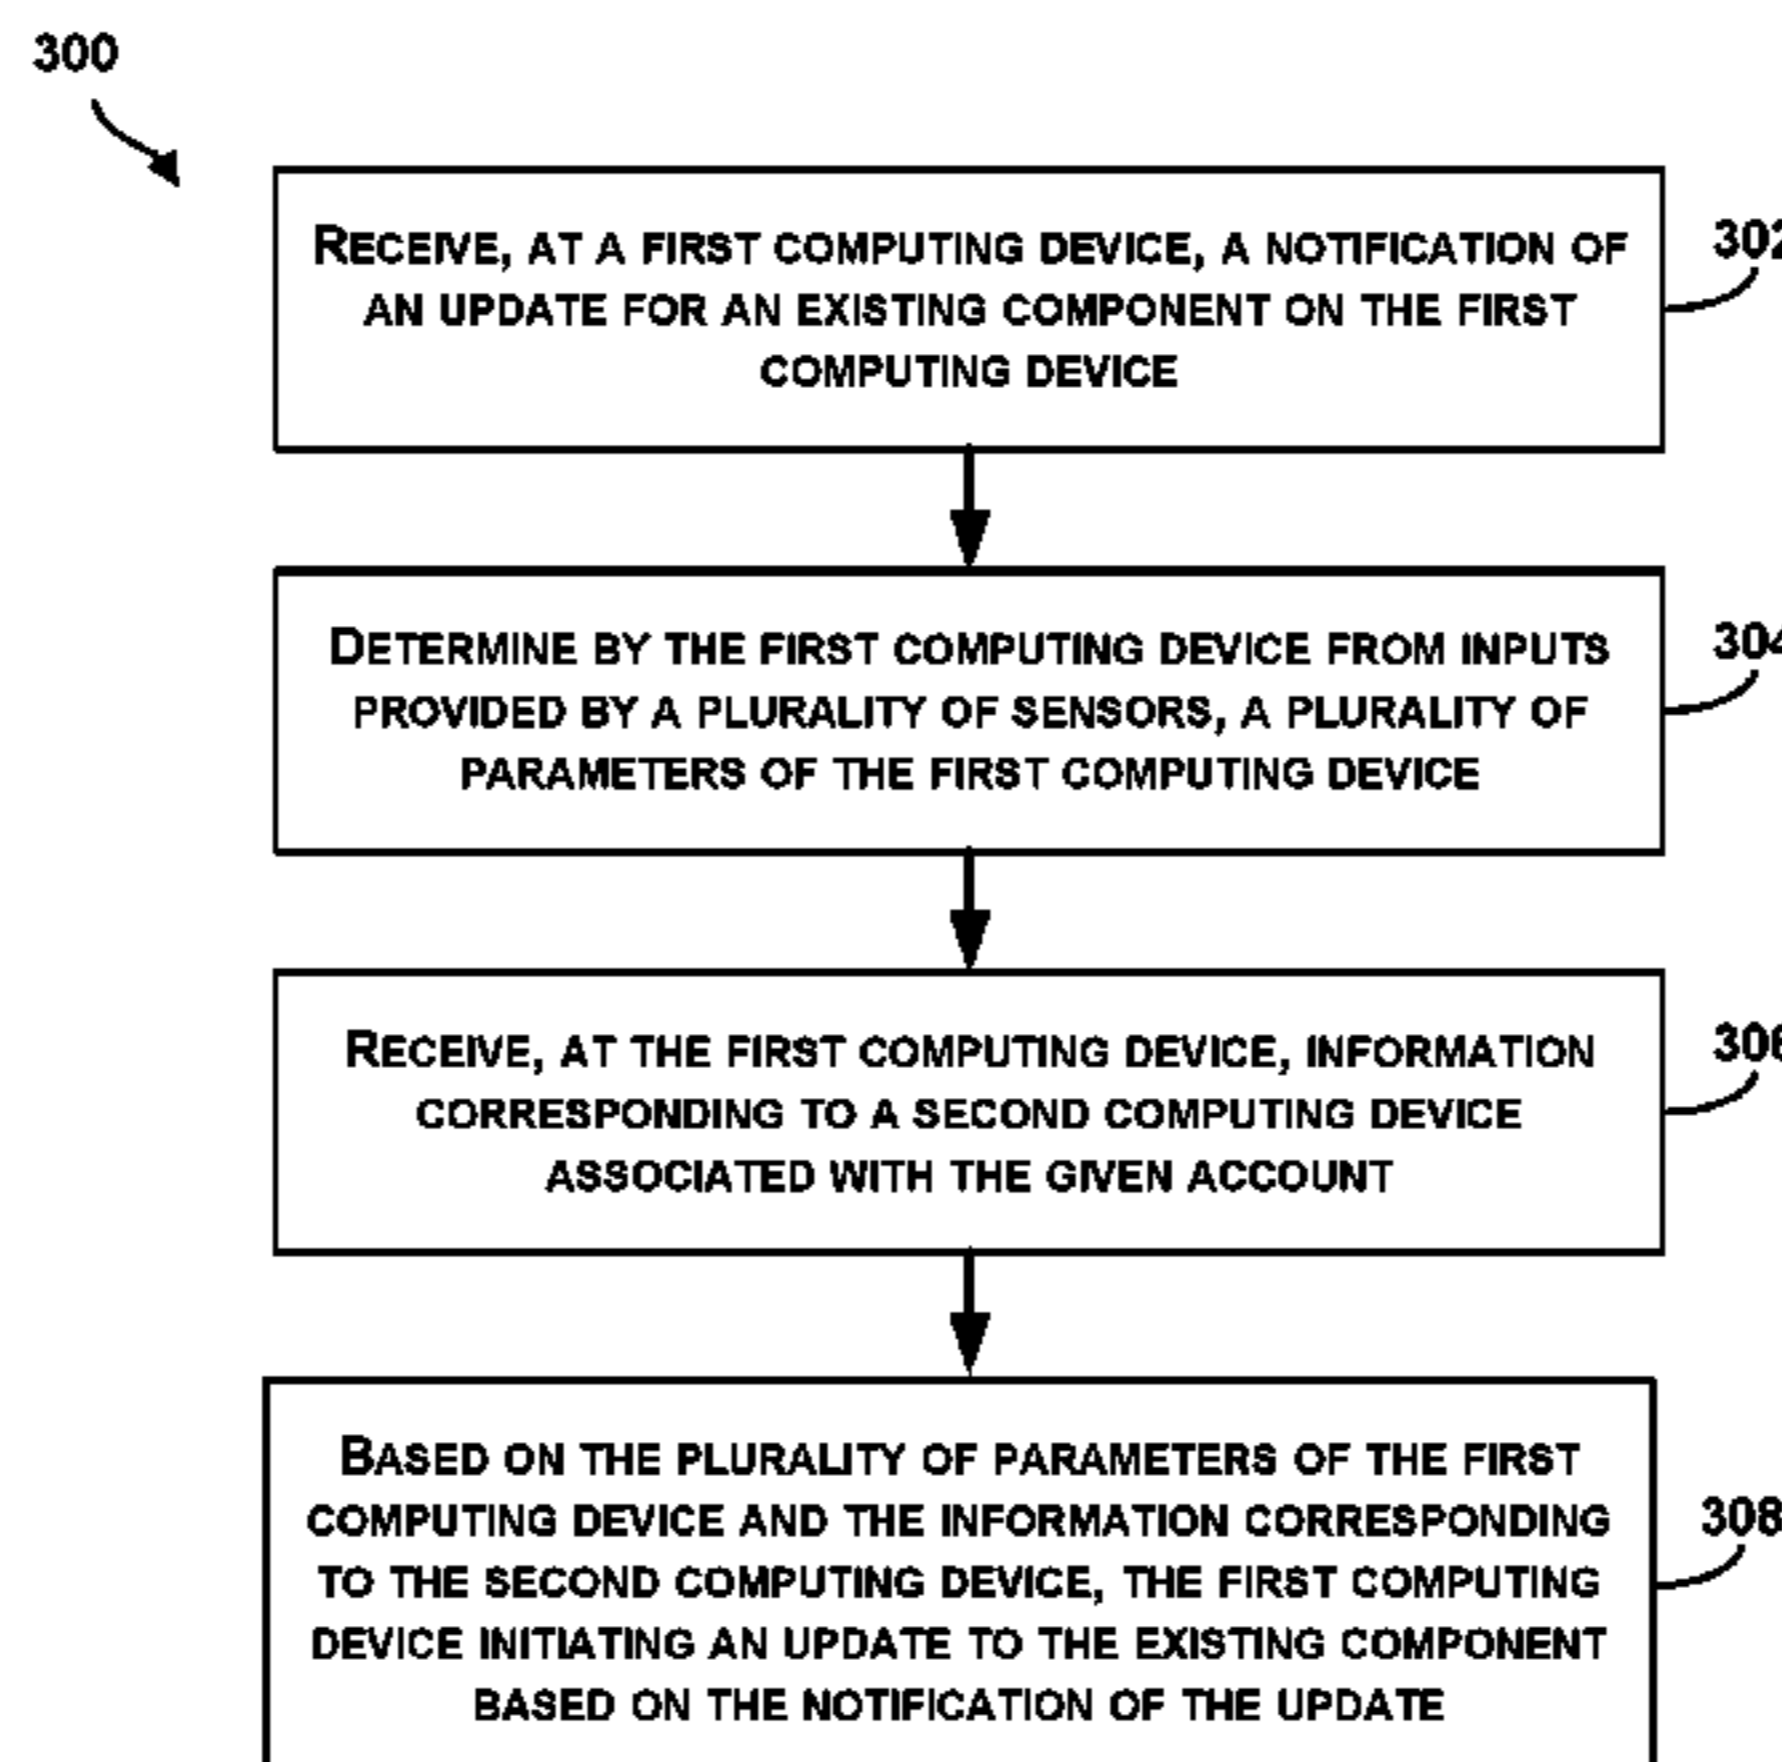 300
RECEIVE, AT A FIRST COMPUTING DEVICE, A NOTIFICATION OF
AN UPDATE FOR AN EXISTING COMPONENT ON THE FIRST
COMPUTING DEVICE
302
DETERMINE BY THE FIRST COMPUTING DEVICE FROM INPUTS
PROVIDED BY A PLURALITY OF SENSORS, A PLURALITY OF
PARAMETERS OF THE FIRST COMPUTING DEVICE
304
RECEIVE, AT THE FIRST COMPUTING DEVICE, INFORMATION
CORRESPONDING TO A SECOND COMPUTING DEVICE
ASSOCIATED WITH THE GIVEN ACCOUNT
306
BASED ON THE PLURALITY OF PARAMETERS OF THE FIRST
COMPUTING DEVICE AND THE INFORMATION CORRESPONDING
TO THE SECOND COMPUTING DEVICE, THE FIRST COMPUTING
DEVICE INITIATING AN UPDATE TO THE EXISTING COMPONENT
BASED ON THE NOTIFICATION OF THE UPDATE
308